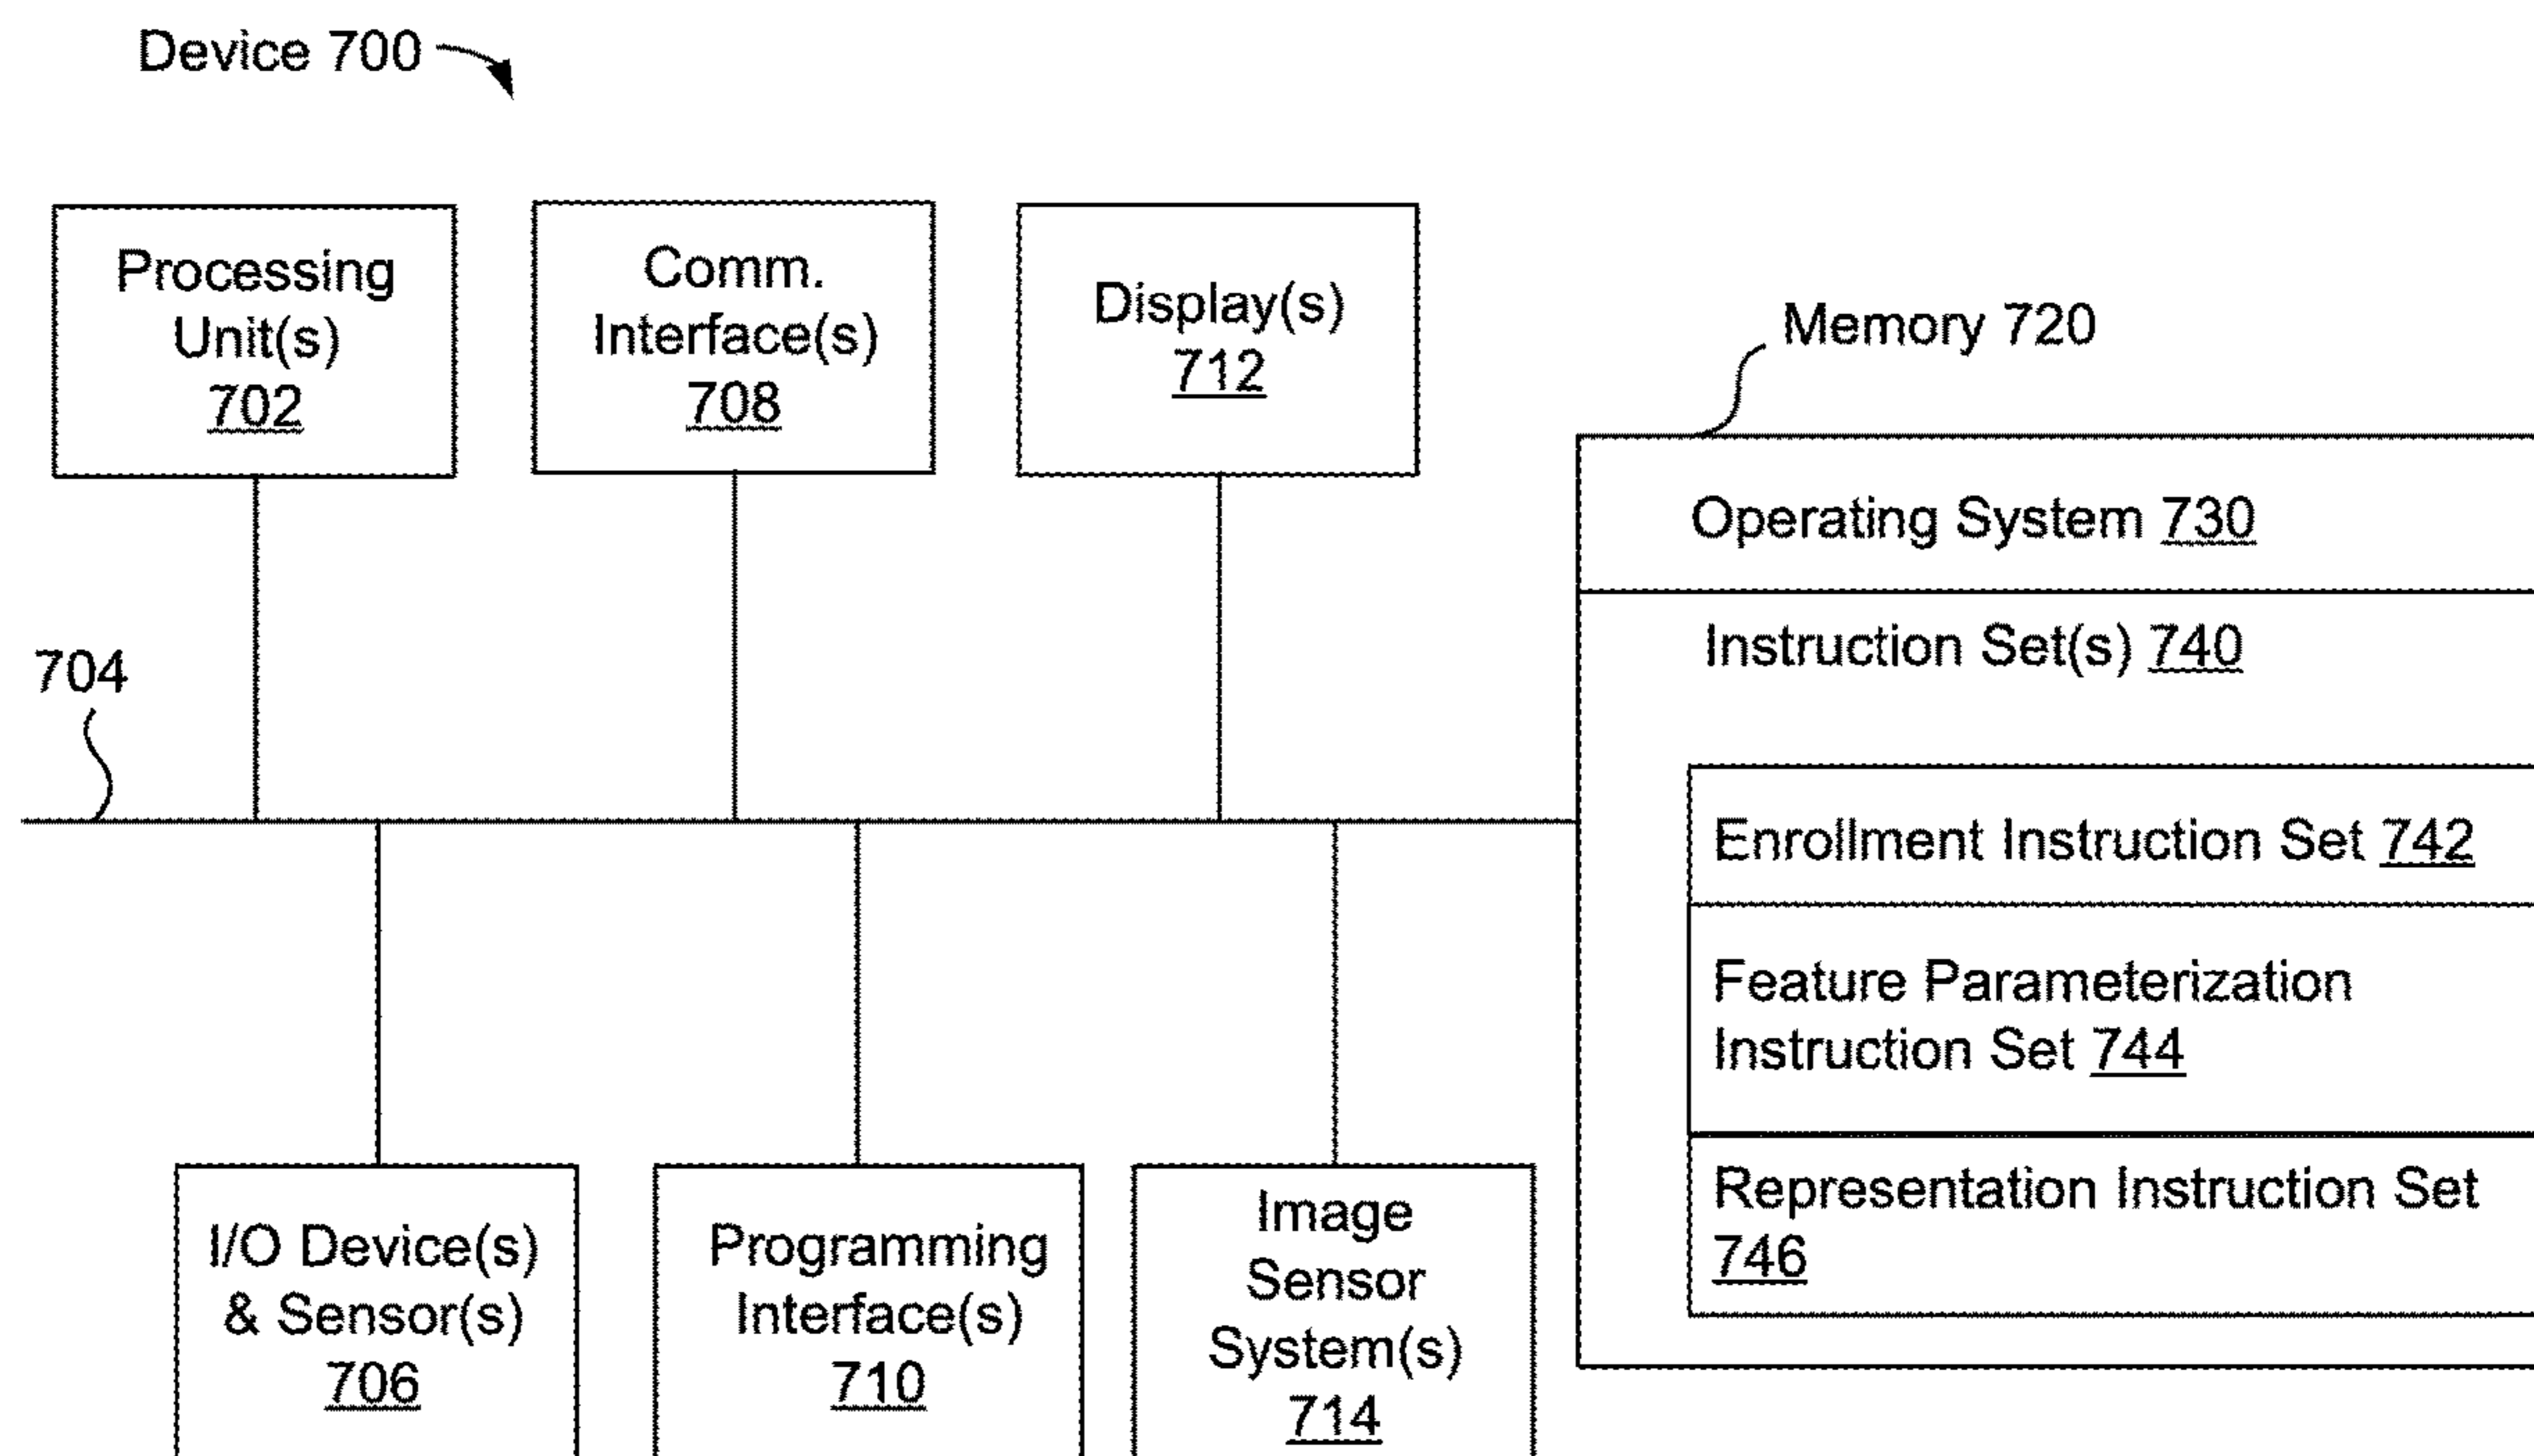 Device 700
Processing
Unit(s)
702
Comm.
Interface(s)
708
Display(s)
712
Memory 720
Operating System 730
Instruction Set(s) 740
704
Enrollment Instruction Set 742
Feature Parameterization
Instruction Set 744
Representation Instruction Set
746
I/O Device(s)
& Sensor(s)
706
Programming
Interface(s)
710
Image
Sensor
System(s)
714